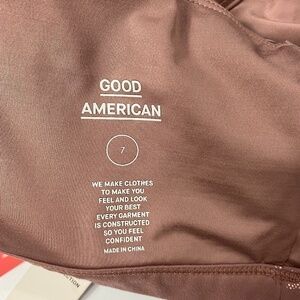 GOOD
AMERICAN
7
WE MAKE CLOTHES
TO MAKE YOU
FEEL AND LOOK
YOUR BEST
EVERY GARMENT
IS CONSTRUCTED
SO YOU FEEL
CONFIDENT
MADE IN CHINA